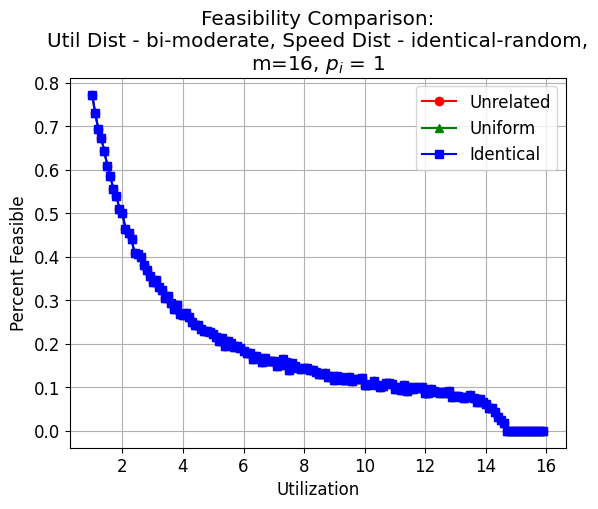 Feasibility Comparison:
Util Dist - bi-moderate, Speed Dist - identical-random,
m=16, $p_i$ = 1
0.8
0.7
0.6
0.5
0.4
0.3
0.2
0.1
0.0
Percent Feasible
Unrelated
Uniform
Identical
2 4 6 8 10 12 14 16
Utilization